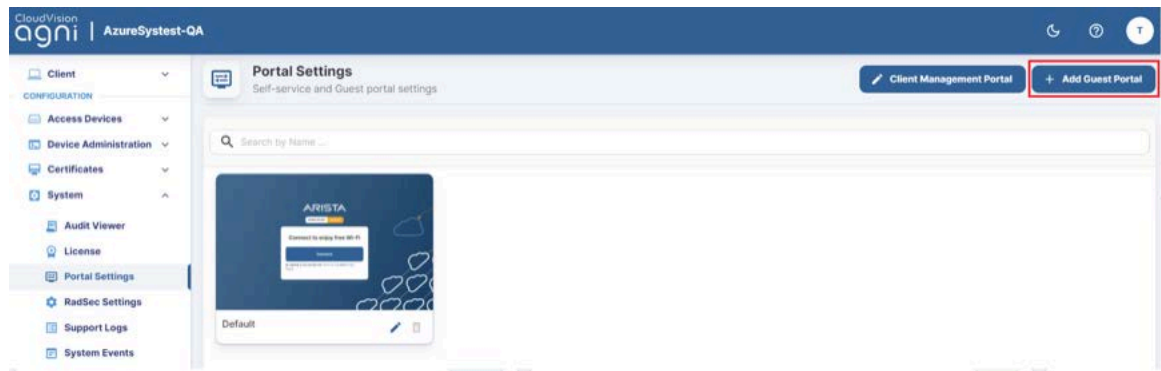 CloudVision
agni | AzureSystest-QA
T
Client
CONFIGURATION
Access Devices
Device Administration
Certificates
System
Audit Viewer
License
Portal Settings
RadSec Settings
Support Logs
System Events
Portal Settings
Self-service and Guest portal settings
Client Management Portal
+ Add Guest Portal
Search by Name ...
ARISTA
Connect to enjoy free Wi-Fi
Default